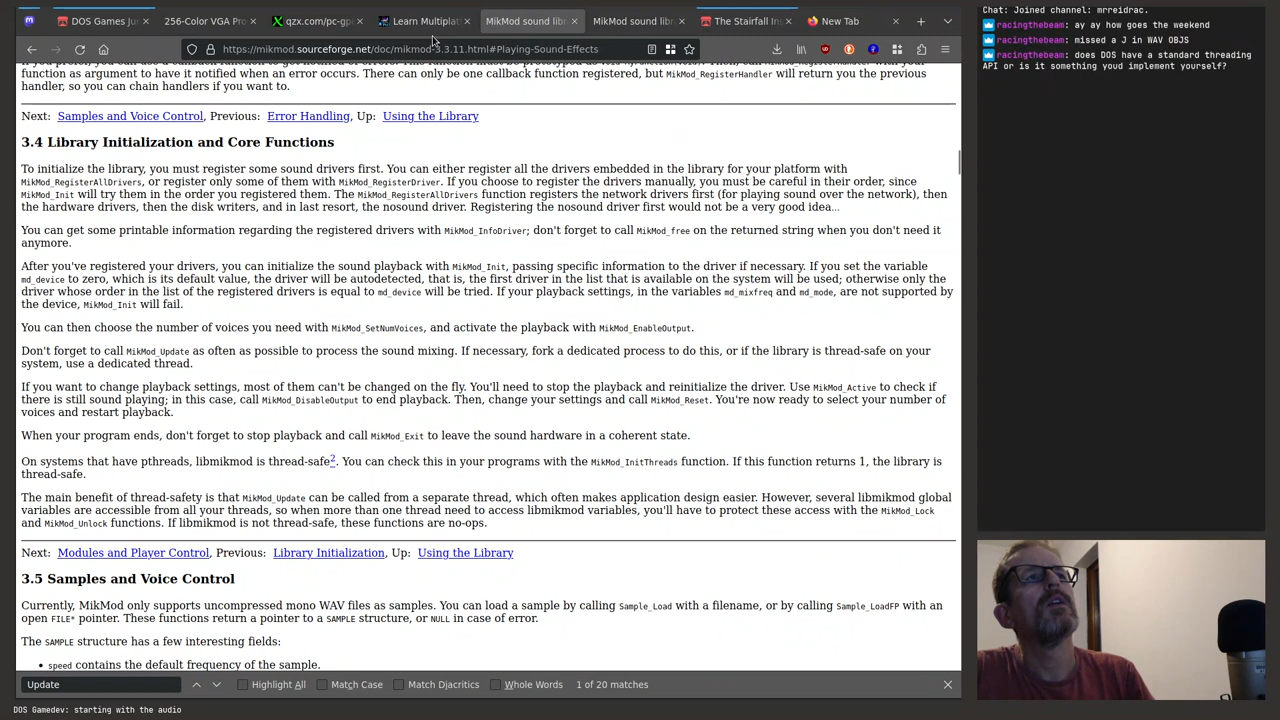 DOS Games Ju
256-Color VGA Pro
qzx.com/pc-gpe
Learn Multiplat
MikMod sound lib
MikMod sound libr
The Stairfall Ins
New Tab
https://mikmod.sourceforge.net/doc/mikmod-3.3.11.html#Playing-Sound-Effects
function as argument to have it notified when an error occurs. There can only be one callback function registered, but MikMod_RegisterHandler will return you the previous
handler, so you can chain handlers if you want to.
Next: Samples and Voice Control, Previous: Error Handling, Up: Using the Library
3.4 Library Initialization and Core Functions
To initialize the library, you must register some sound drivers first. You can either register all the drivers embedded in the library for your platform with
MikMod_RegisterAllDrivers, or register only some of them with MikMod_RegisterDriver. If you choose to register the drivers manually, you must be careful in their order, since
MikMod_Init will try them in the order you registered them. The MikMod_RegisterAllDrivers function registers the network drivers first (for playing sound over the network), then
the hardware drivers, then the disk writers, and in last resort, the nosound driver. Registering the nosound driver first would not be a very good idea...
You can get some printable information regarding the registered drivers with MikMod_InfoDriver; don't forget to call MikMod_free on the returned string when you don't need it
anymore.
After you've registered your drivers, you can initialize the sound playback with MikMod_Init, passing specific information to the driver if necessary. If you set the variable
md_device to zero, which is its default value, the driver will be autodetected, that is, the first driver in the list that is available on the system will be used; otherwise only the
driver whose order in the list of the registered drivers is equal to md_device will be tried. If your playback settings, in the variables md_mixfreq and md_mode, are not supported by
the device, MikMod_Init will fail.
You can then choose the number of voices you need with MikMod_SetNumVoices, and activate the playback with MikMod_EnableOutput.
Don't forget to call MikMod_Update as often as possible to process the sound mixing. If necessary, fork a dedicated process to do this, or if the library is thread-safe on your
system, use a dedicated thread.
If you want to change playback settings, most of them can't be changed on the fly. You'll need to stop the playback and reinitialize the driver. Use MikMod_Active to check if
there is still sound playing; in this case, call MikMod_DisableOutput to end playback. Then, change your settings and call MikMod_Reset. You're now ready to select your number of
voices and restart playback.
When your program ends, don't forget to stop playback and call MikMod_Exit to leave the sound hardware in a coherent state.
On systems that have pthreads, libmikmod is thread-safe2. You can check this in your programs with the MikMod_InitThreads function. If this function returns 1, the library is
thread-safe.
The main benefit of thread-safety is that MikMod_Update can be called from a separate thread, which often makes application design easier. However, several libmikmod global
variables are accessible from all your threads, so when more than one thread need to access libmikmod variables, you'll have to protect these access with the MikMod_Lock
and MikMod_Unlock functions. If libmikmod is not thread-safe, these functions are no-ops.
Next: Modules and Player Control, Previous: Library Initialization, Up: Using the Library
3.5 Samples and Voice Control
Currently, MikMod only supports uncompressed mono WAV files as samples. You can load a sample by calling Sample_Load with a filename, or by calling Sample_LoadFP with an
open FILE* pointer. These functions return a pointer to a SAMPLE structure, or NULL in case of error.
The SAMPLE structure has a few interesting fields:
• speed contains the default frequency of the sample.
Update
Highlight All
Match Case
Match Diacritics
Whole Words
1 of 20 matches
DOS Gamedev: starting with the audio
Chat: Joined channel: mrreidrac.
racingthebeam: ay ay how goes the weekend
racingthebeam: missed a J in WAV OBJS
racingthebeam: does DOS have a standard threading
API or is it something youd implement yourself?